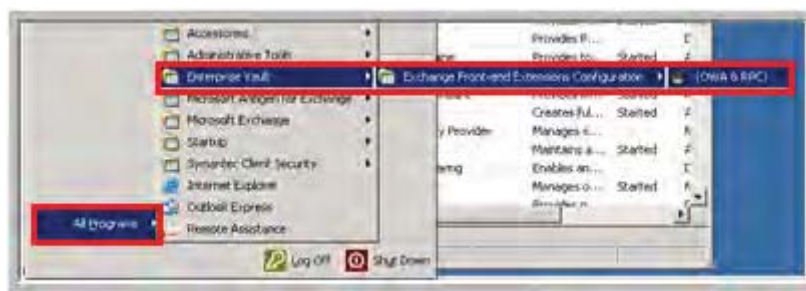 Accessories
Administrative Tools
Enterprise Vault
Exchange Front-end Extensions Configuration
(OWA & RPC)
Microsoft Antigen for Exchange
Microsoft Exchange
Startup
Symantec Client Security
Internet Explorer
Outlook Express
Remote Assistance
All Programs
Log Off
Shut Down
Provides
Provides to... Started
Creates ful... Started
y Provider Manages
Maintains a... Started
Enables an...
Manages o... Started